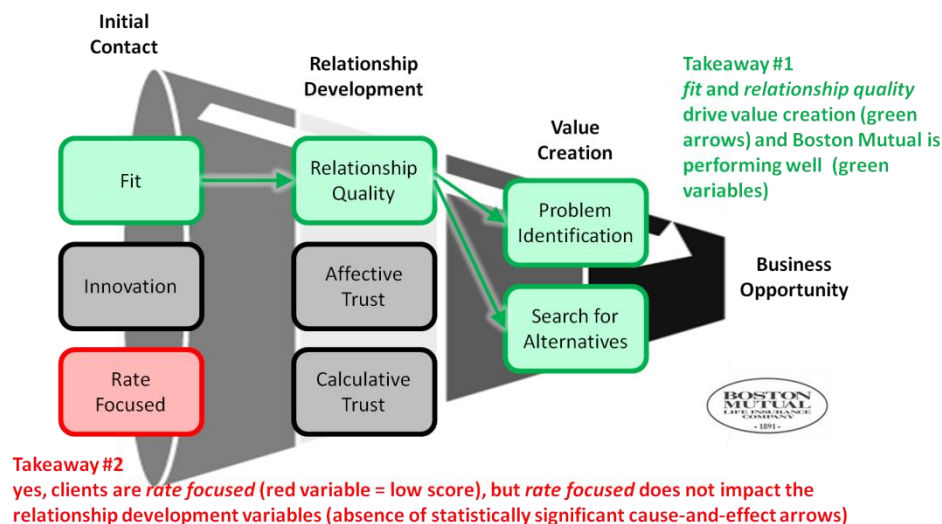 Initial
Contact
Relationship
Development
Value
Creation
Takeaway #1
fit and relationship quality
drive value creation (green
arrows) and Boston Mutual is
performing well (green
variables)
Fit
Relationship
Quality
Problem
Identification
Innovation
Affective
Trust
Business
Opportunity
Search for
Alternatives
Rate
Focused
Calculative
Trust
BOSTON
MUTUAL
LIFE INSURANCE
COMPANY
- 1891 -
Takeaway #2
yes, clients are rate focused (red variable = low score), but rate focused does not impact the
relationship development variables (absence of statistically significant cause-and-effect arrows)